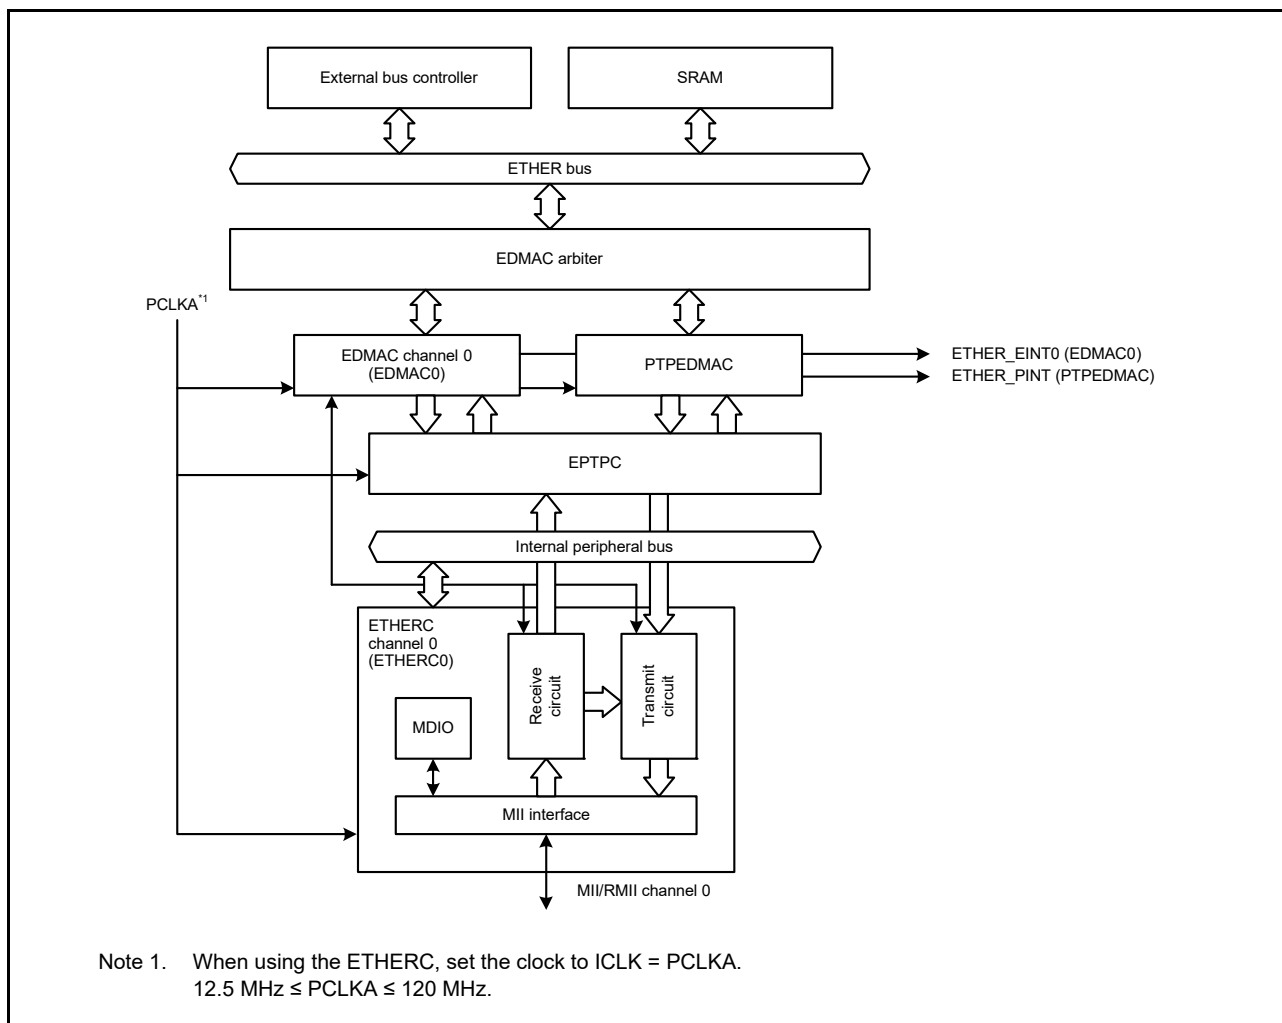 External bus controller
SRAM
ETHER bus
EDMAC arbiter
PCLKA*1
EDMAC channel 0
(EDMAC0)
PTPEDMAC
ETHER_EINT0 (EDMAC0)
ETHER_PINT (PTPEDMAC)
EPTPC
Internal peripheral bus
ETHERC
channel 0
(ETHERC0)
Receive
circuit
Transmit
circuit
MDIO
MII interface
MII/RMII channel 0
Note 1. When using the ETHERC, set the clock to ICLK = PCLKA.
12.5 MHz ≤ PCLKA ≤ 120 MHz.